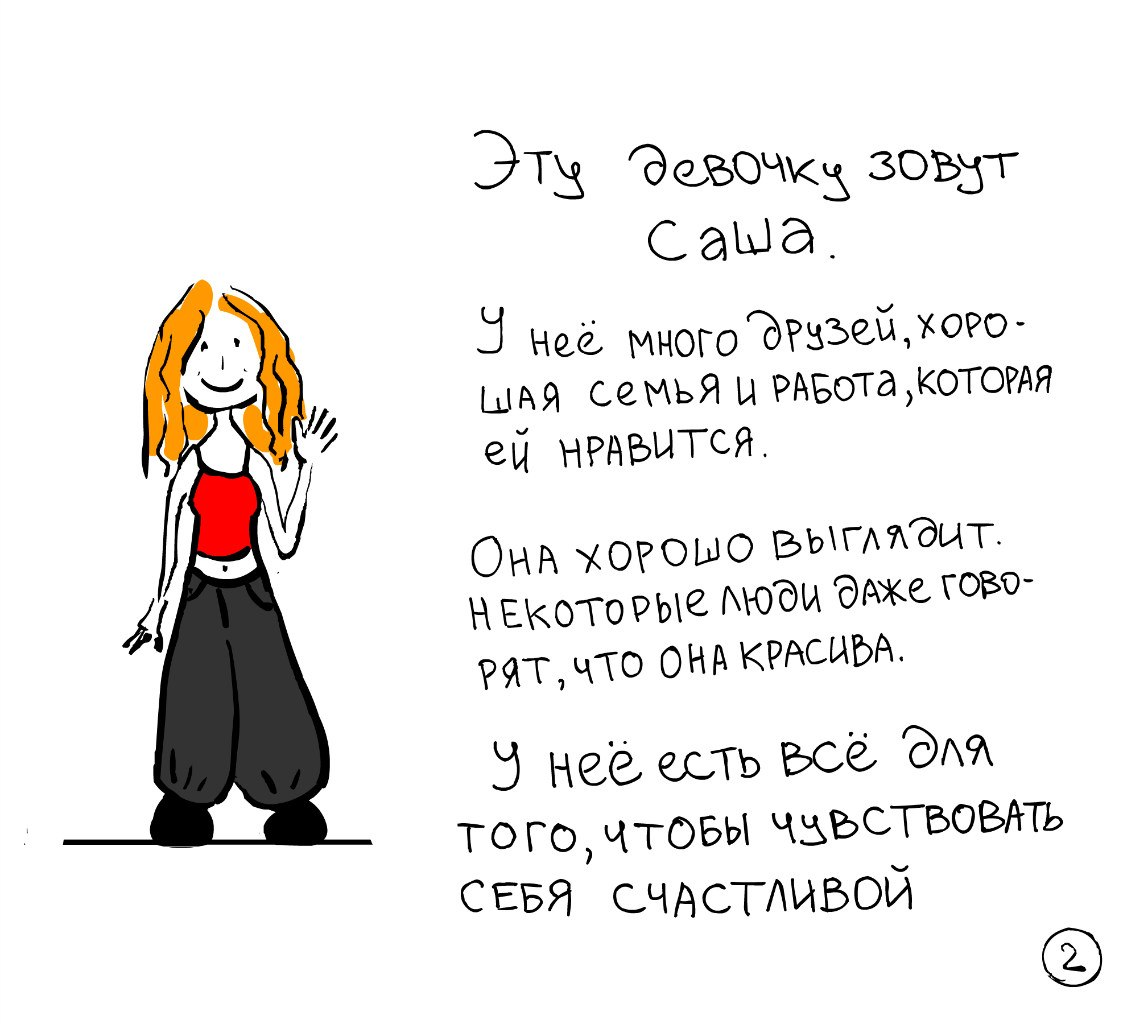 Эту девочку зовут
Саша.
У неё много друзей, хоро-
шая семья и работа, которая
ей нравится.
Она хорошо выглядит.
Некоторые люди даже гово-
рят, что она красива.
У неё есть всё для
того, чтобы чувствовать
себя счастливой
2